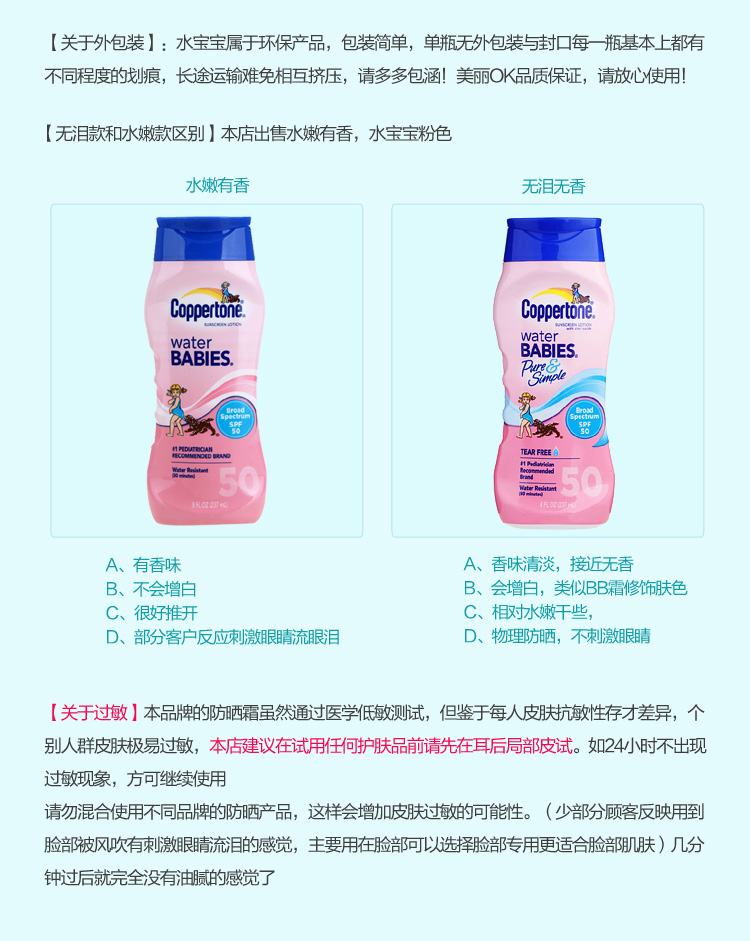 【关于外包装】：水宝宝属于环保产品，包装简单，单瓶无外包装与封口每一瓶基本上都有
不同程度的划痕，长途运输难免相互挤压，请多多包涵！美丽OK品质保证，请放心使用！
【无泪款和水嫩款区别】本店出售水嫩有香，水宝宝粉色
水嫩有香
Coppertone
SUNSCREEN LOTION
water
BABIES.
Broad
Spectrum
SPF
50
#1 PEDIATRICIAN
RECOMMENDED BRAND
Water Resistant
(80 minutes)
50
8 FL OZ (237 mL)
A、有香味
B、不会增白
C、很好推开
D、部分客户反应刺激眼睛流眼泪
无泪无香
Coppertone
SUNSCREEN LOTION
with zinc oxide
water
BABIES.
Pure &
Simple
Broad
Spectrum
SPF
50
TEAR FREE
#1 Pediatrician
Recommended
Brand
Water Resistant
(80 minutes)
50
8 FL OZ (237 mL)
A、香味清淡，接近无香
B、会增白，类似BB霜修饰肤色
C、相对水嫩干些，
D、物理防晒，不刺激眼睛
【关于过敏】本品牌的防晒霜虽然通过医学低敏测试，但鉴于每人皮肤抗敏性存才差异，个
别人群皮肤极易过敏，本店建议在试用任何护肤品前请先在耳后局部皮试。如24小时不出现
过敏现象，方可继续使用
请勿混合使用不同品牌的防晒产品，这样会增加皮肤过敏的可能性。（少部分顾客反映用到
脸部被风吹有刺激眼睛流泪的感觉，主要用在脸部可以选择脸部专用更适合脸部肌肤）几分
钟过后就完全没有油腻的感觉了